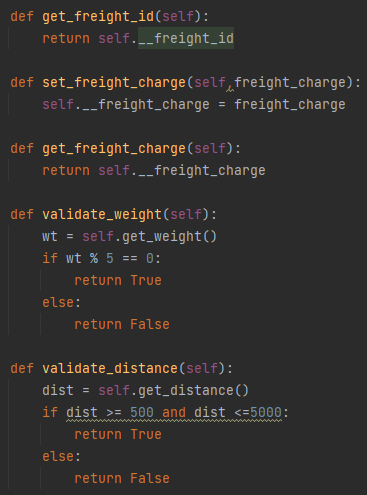 def get_freight_id(self):
    return self.__freight_id
def set_freight_charge(self,freight_charge):
    self.__freight_charge = freight_charge
def get_freight_charge(self):
    return self.__freight_charge
def validate_weight(self):
    wt = self.get_weight()
    if wt % 5 == 0:
        return True
    else:
        return False
def validate_distance(self):
    dist = self.get_distance()
    if dist >= 500 and dist <=5000:
        return True
    else:
        return False